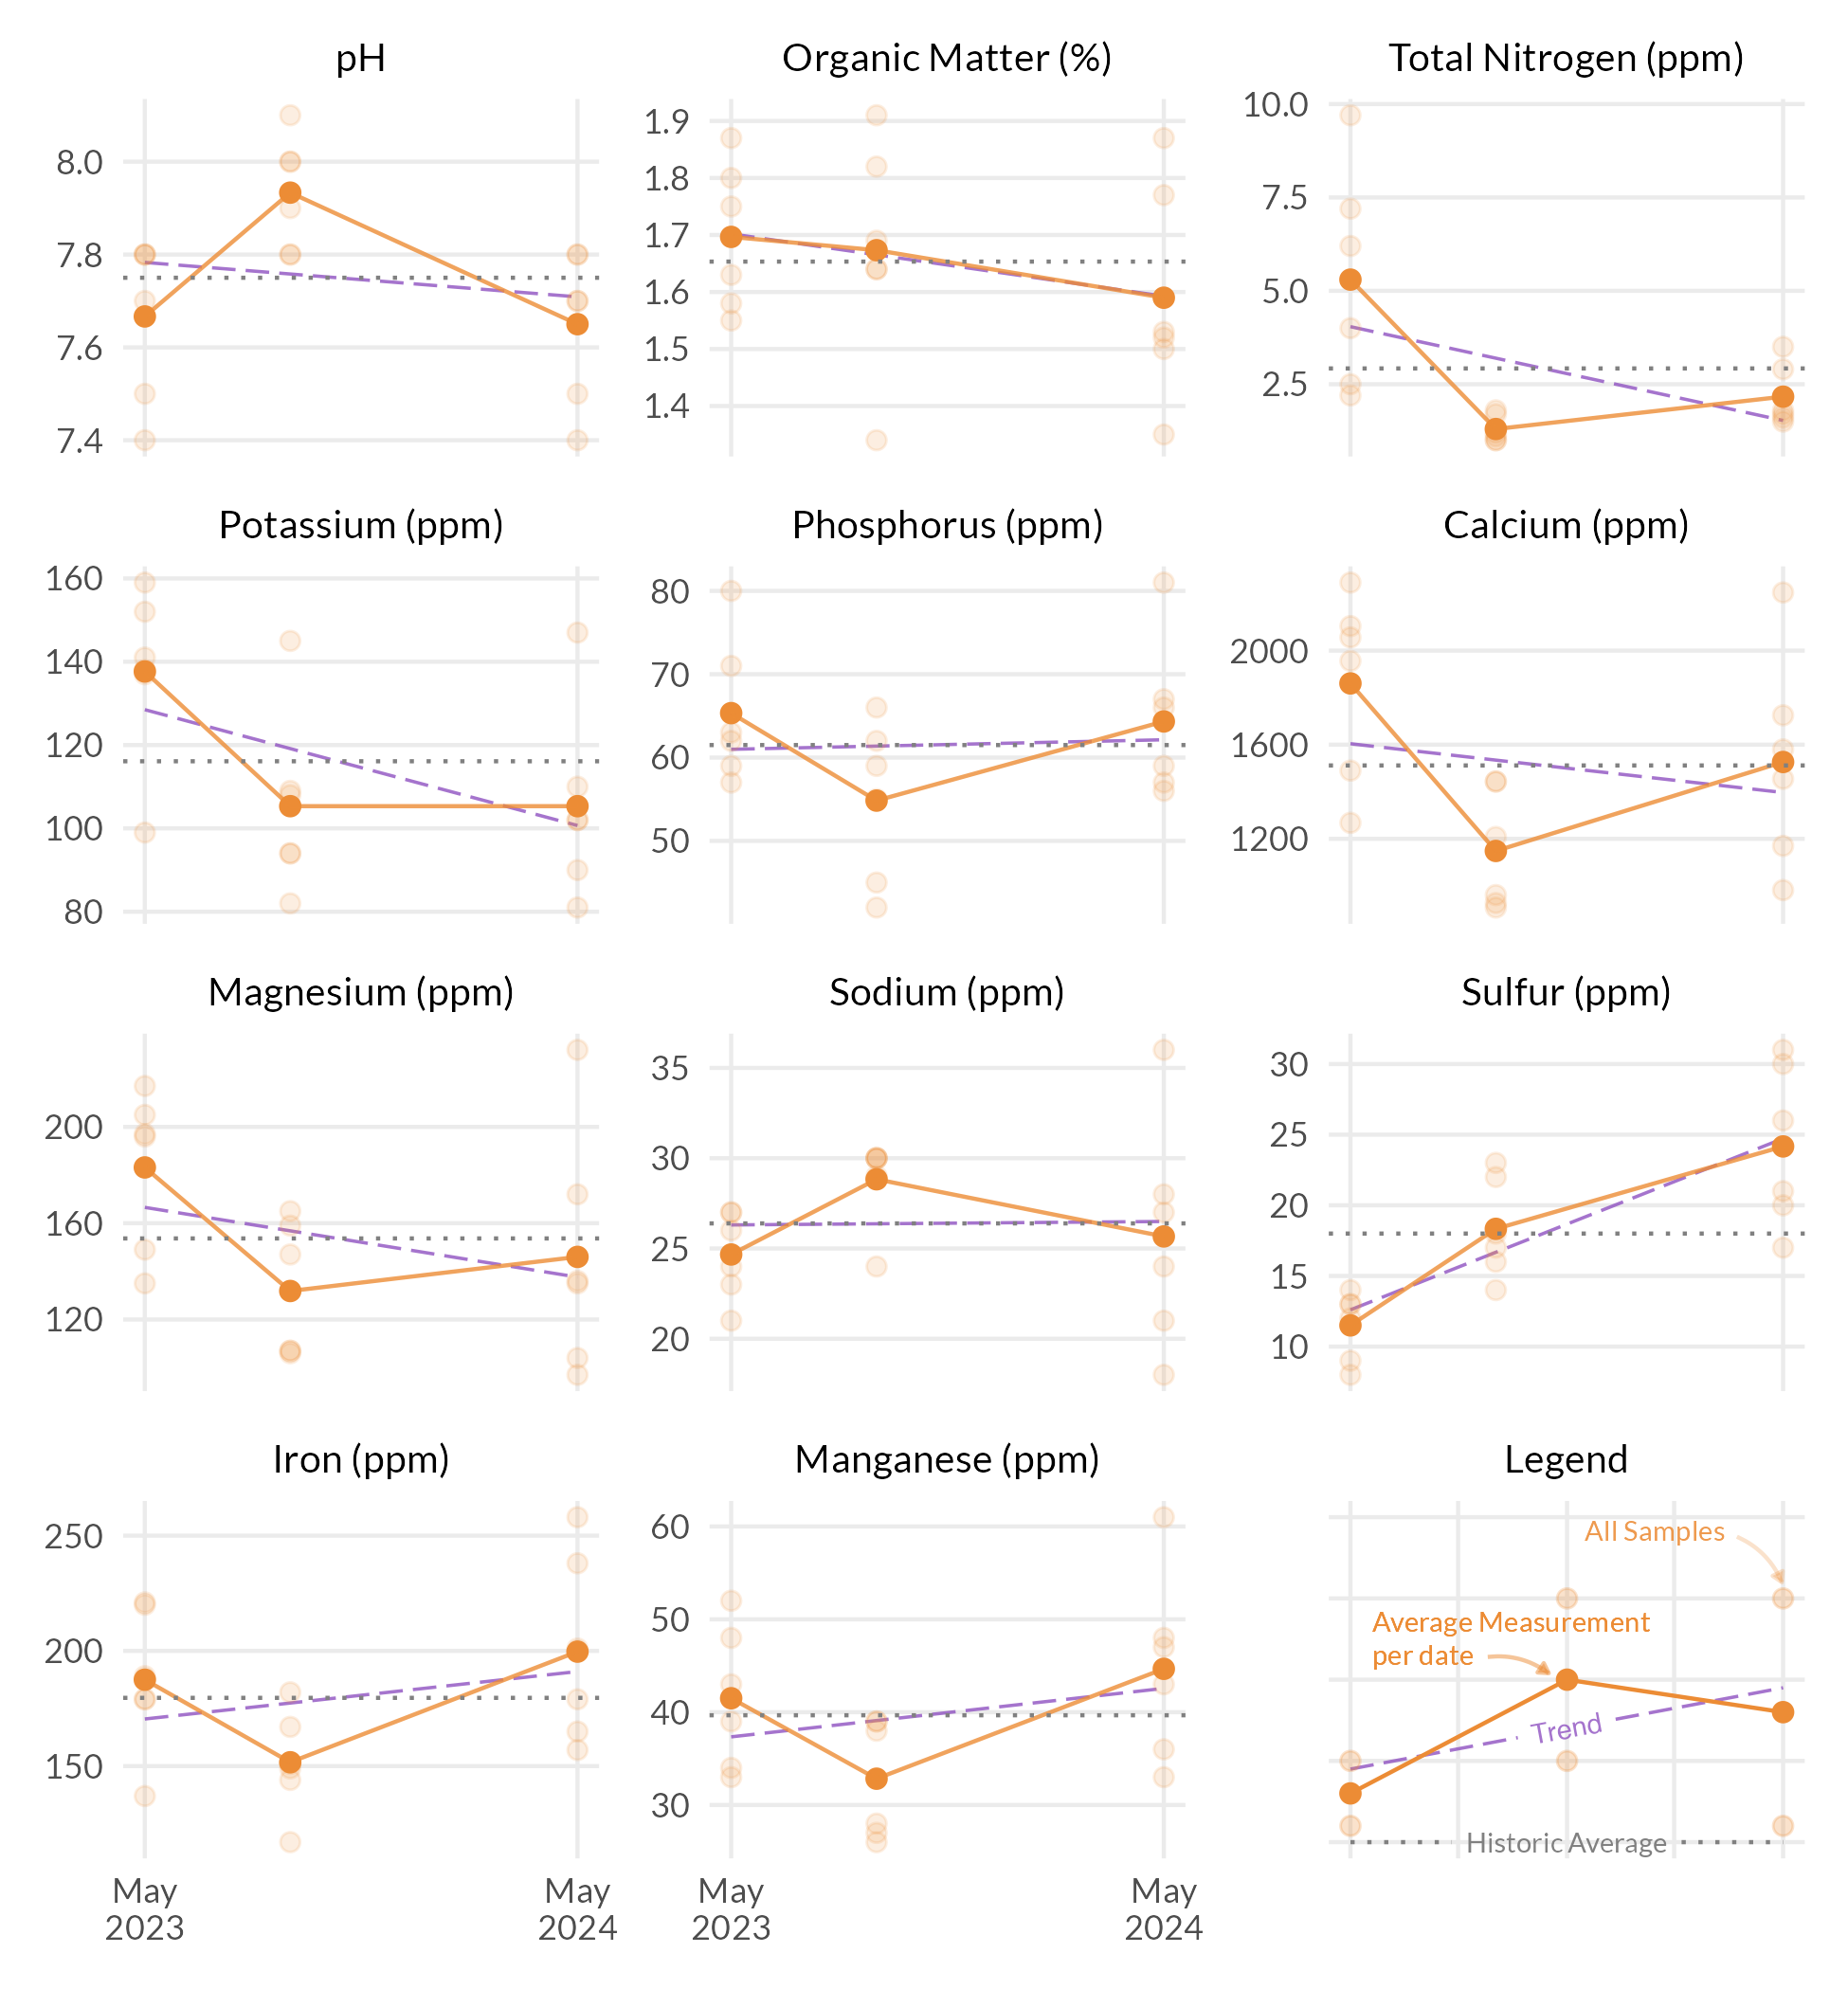 pH
8.0
7.8
7.6
7.4
Organic Matter (%)
1.9
1.8
1.7
1.6
1.5
1.4
Total Nitrogen (ppm)
10.0
7.5
5.0
2.5
Potassium (ppm)
160
140
120
100
80
Phosphorus (ppm)
80
70
60
50
Calcium (ppm)
2000
1600
1200
Magnesium (ppm)
200
160
120
Sodium (ppm)
35
30
25
20
Sulfur (ppm)
30
25
20
15
10
Iron (ppm)
250
200
150
May
2023
May
2024
Manganese (ppm)
60
50
40
30
May
2023
May
2024
Legend
All Samples
Average Measurement
per date
Trend
Historic Average